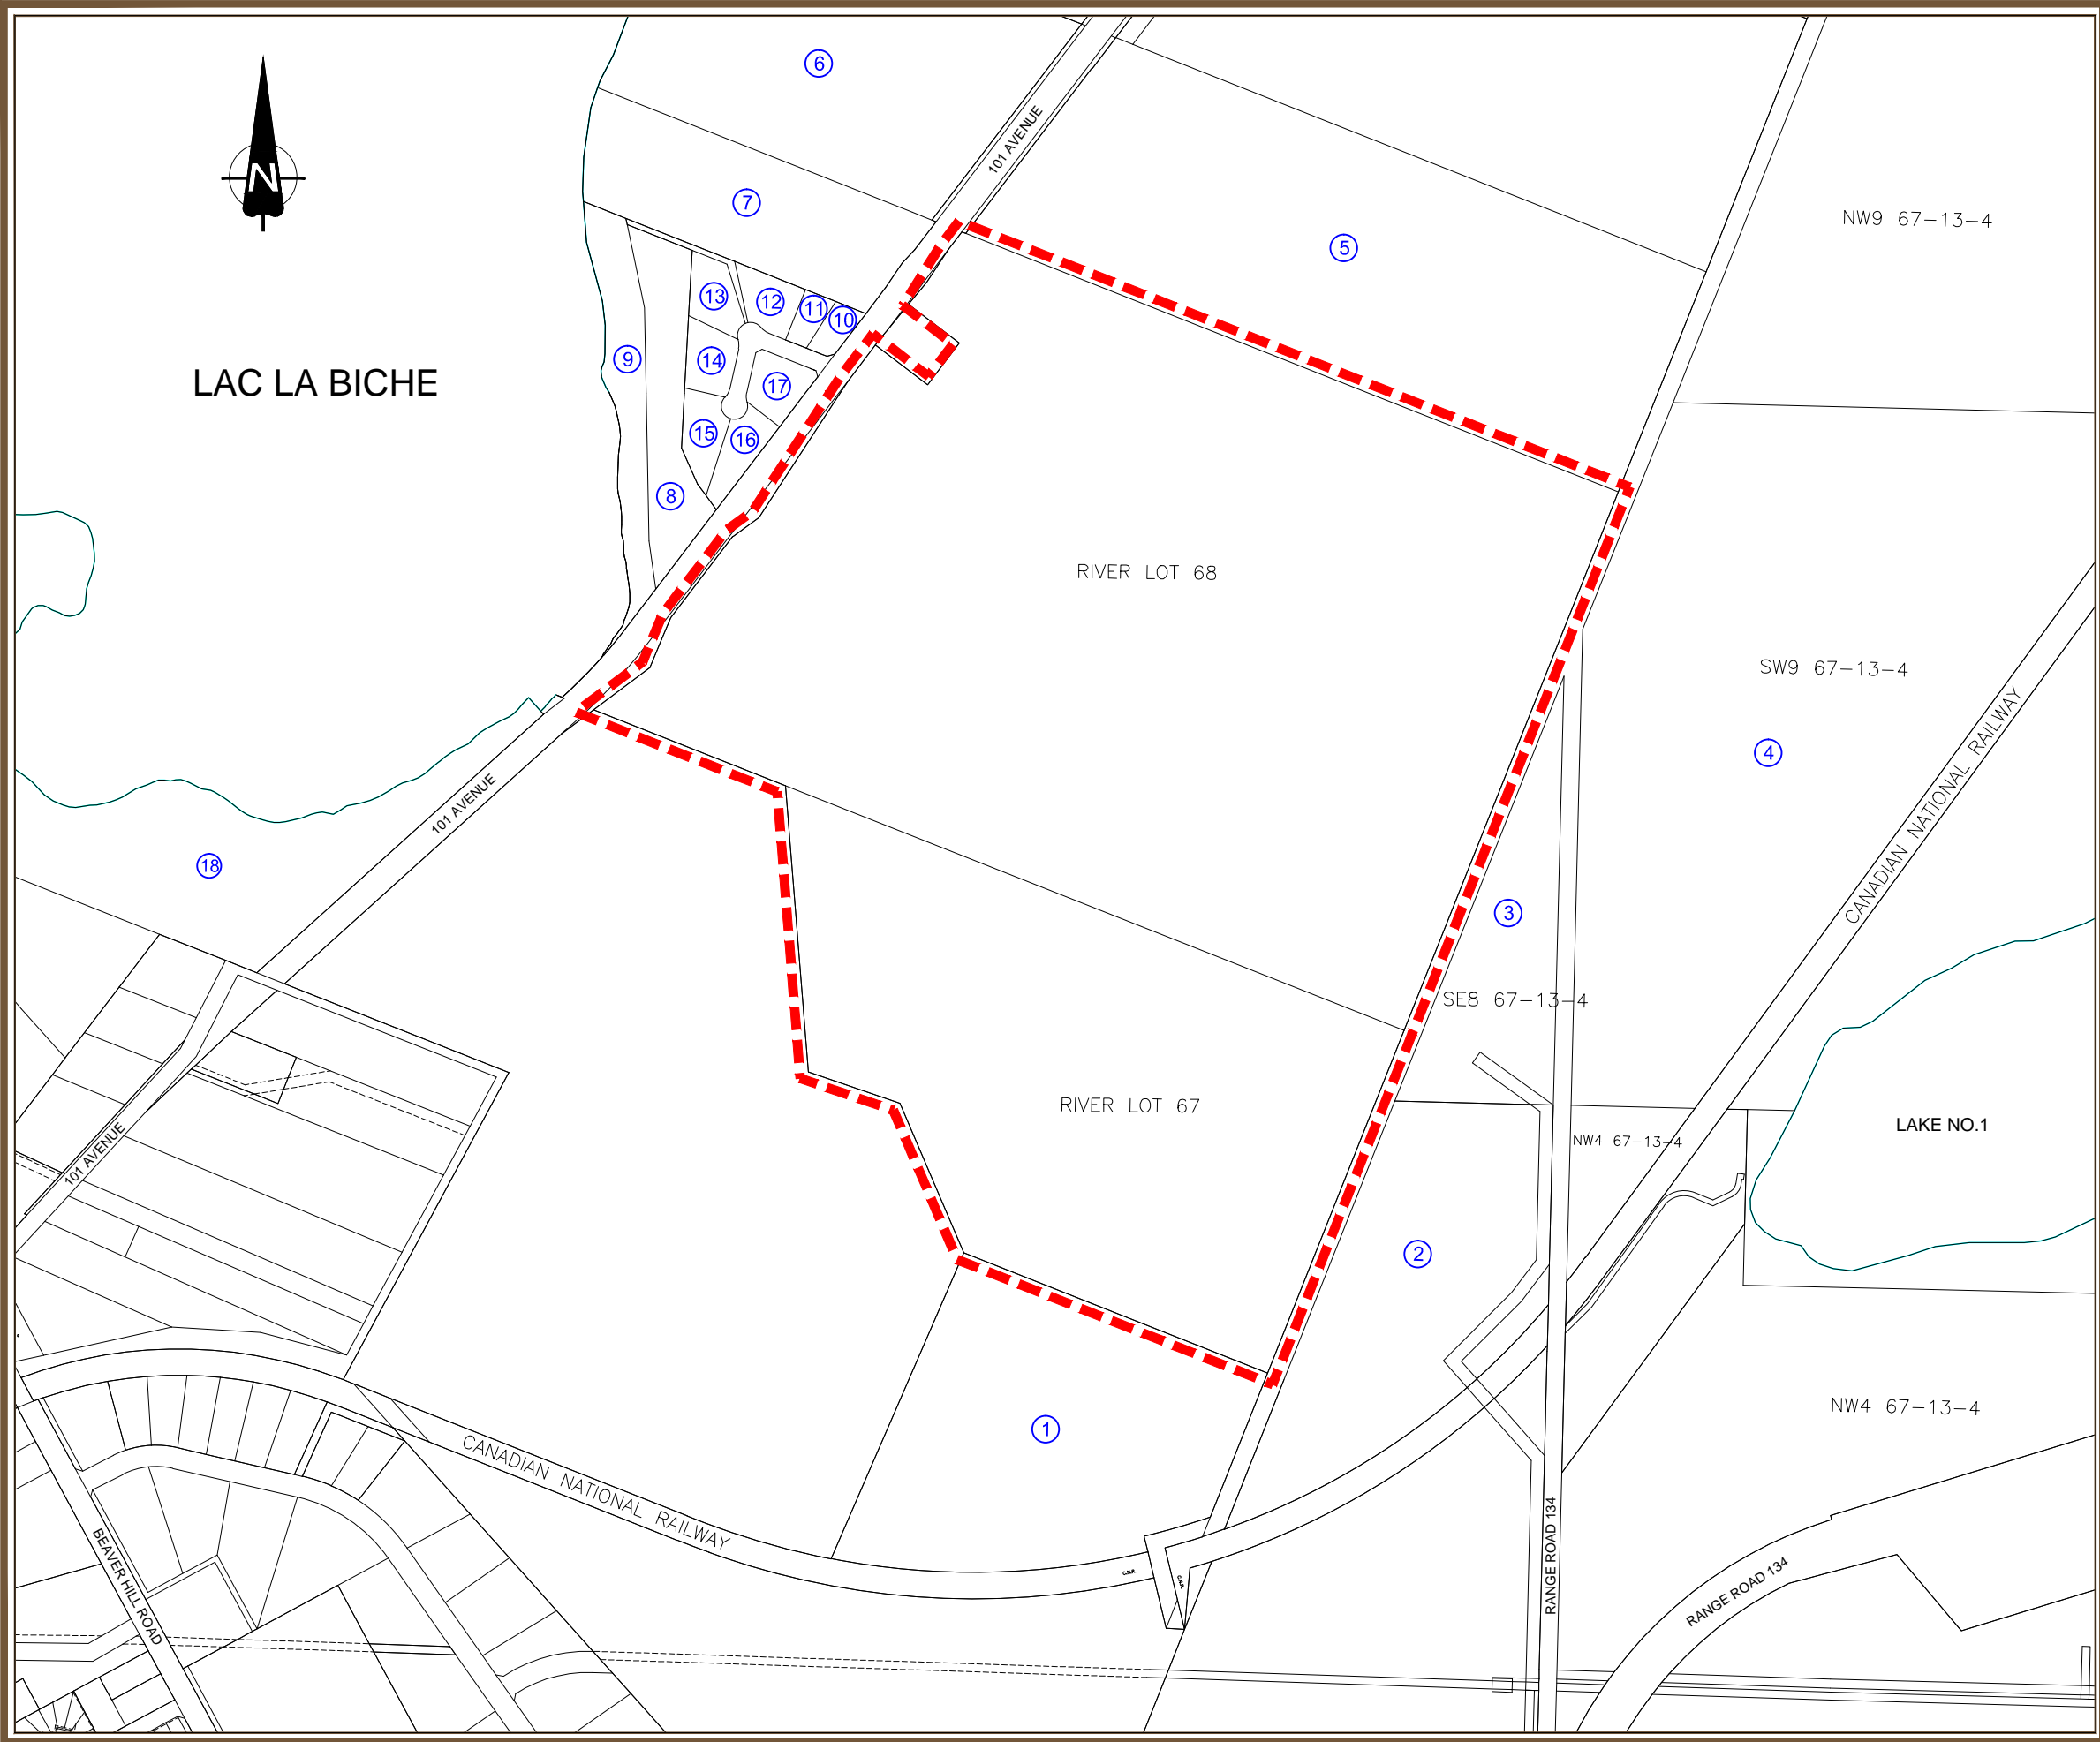 6
101 AVENUE
N
7
NW9 67-13-4
5
13
12
11
10
9
14
17
LAC LA BICHE
15
16
8
RIVER LOT 68
SW9 67-13-4
4
CANADIAN NATIONAL RAILWAY
101 AVENUE
18
3
SE8 67-13-4
RIVER LOT 67
LAKE NO.1
NW4 67-13-4
101 AVENUE
2
NW4 67-13-4
1
CANADIAN NATIONAL RAILWAY
RANGE ROAD 134
BEAVER HILL ROAD
C.N.R.
C.N.R.
RANGE ROAD 134